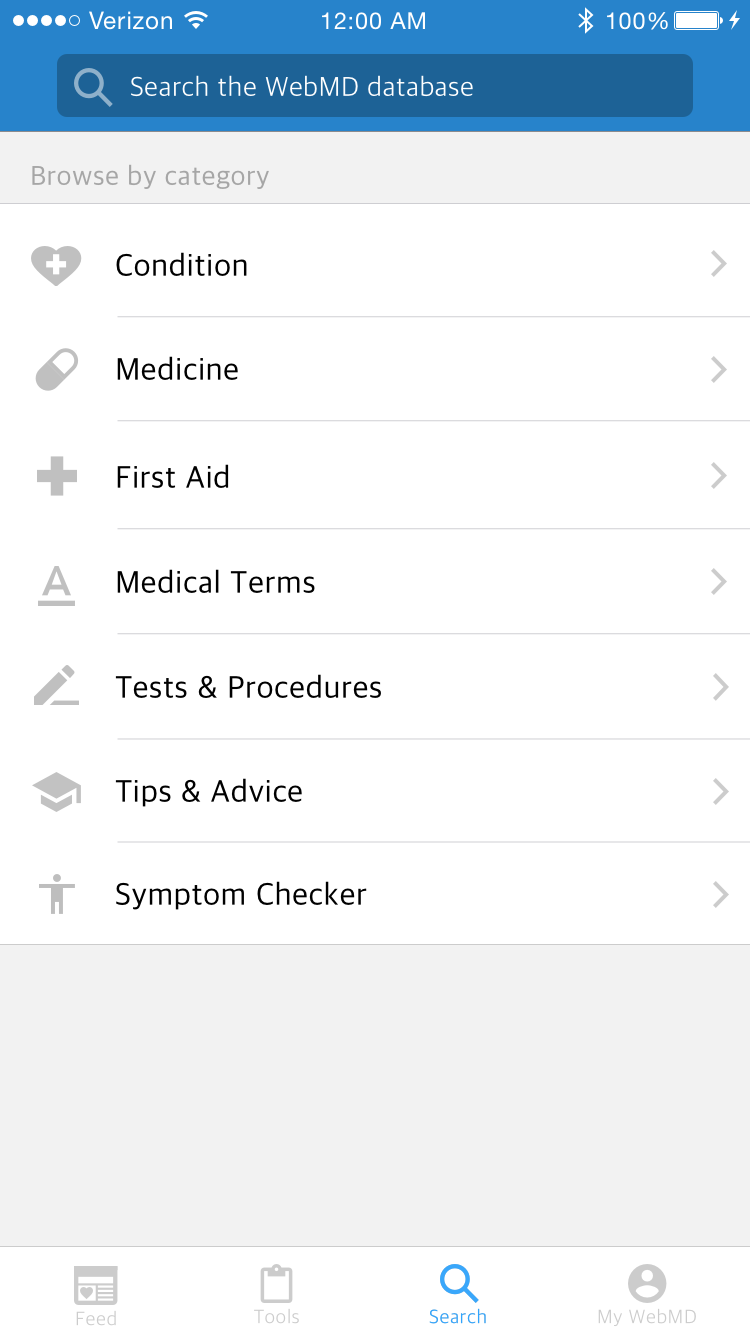 Verizon 12:00 AM 100%
Search the WebMD database
Browse by category
Condition
Medicine
First Aid
Medical Terms
Tests & Procedures
Tips & Advice
Symptom Checker
Feed Tools Search My WebMD